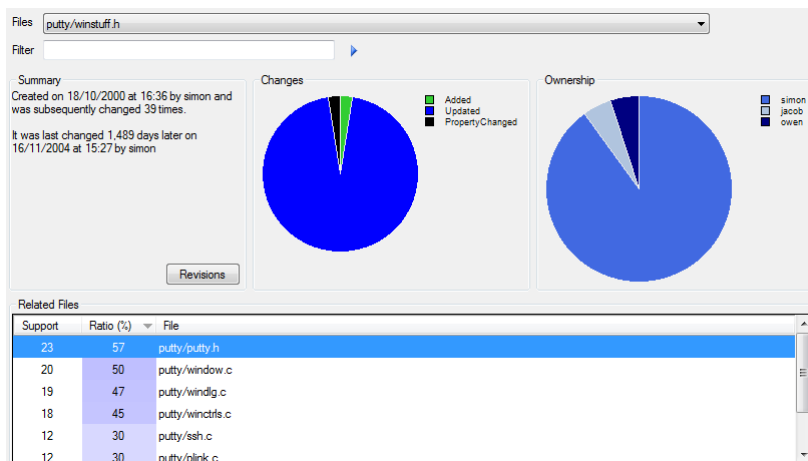 Files putty/winstuff.h
Filter
Summary
Created on 18/10/2000 at 16:36 by simon and
was subsequently changed 39 times.
It was last changed 1,489 days later on
16/11/2004 at 15:27 by simon
Revisions
Changes
Added
Updated
PropertyChanged
Ownership
simon
jacob
owen
Related Files
Support Ratio (%) File
23 57 putty/putty.h
20 50 putty/window.c
19 47 putty/windlg.c
18 45 putty/winctrls.c
12 30 putty/ssh.c
12 30 putty/plink.c